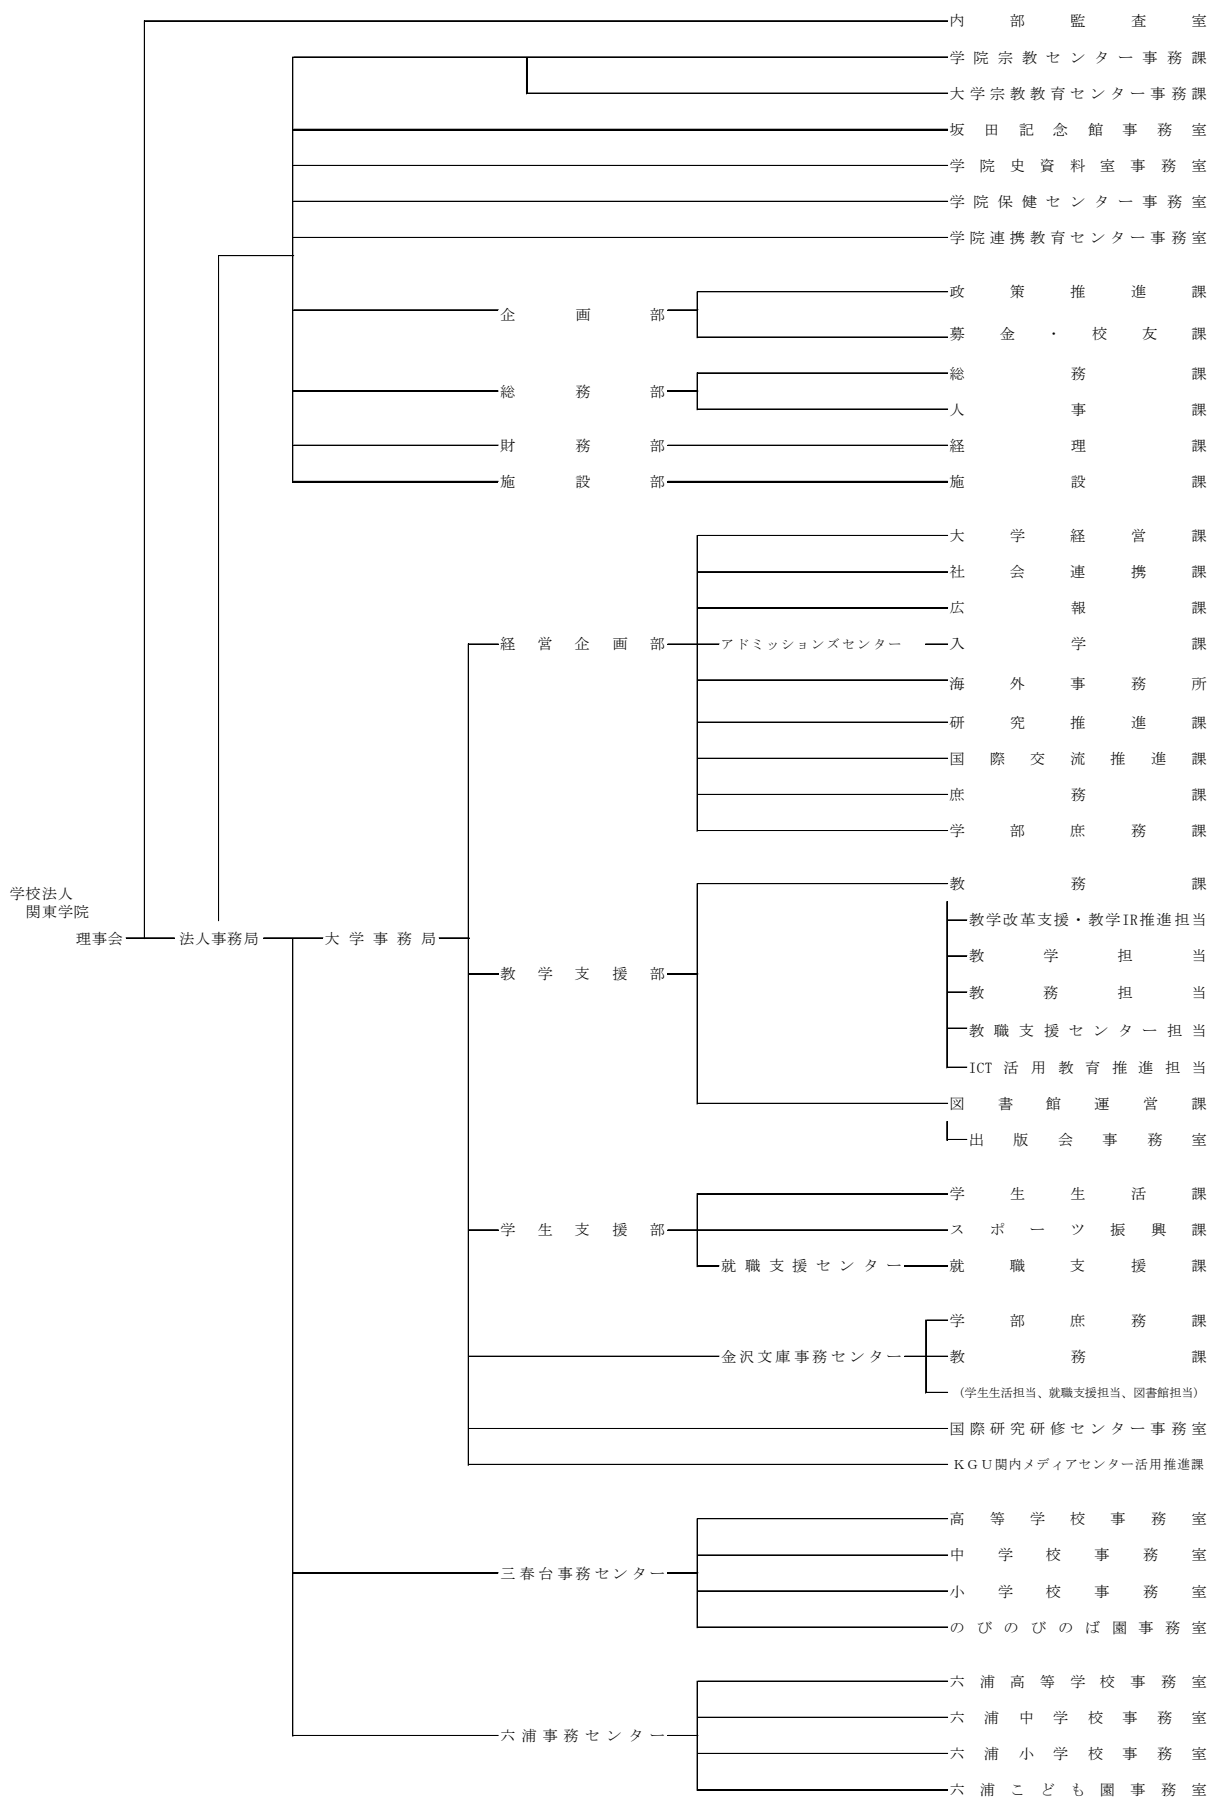 内部監査室
学院宗教センター事務課
大学宗教教育センター事務課
坂田記念館事務室
学院史資料室事務室
学院保健センター事務室
学院連携教育センター事務室
政策推進課
企画部
募金・校友課
総務課
総務部
人事課
財務部 経理課
施設部 施設課
大学経営課
社会連携課
広報課
経営企画部 アドミッションズセンター 入学課
海外事務所
研究推進課
国際交流推進課
庶務課
学部庶務課
教務課
学校法人
関東学院
教学改革支援・教学IR推進担当
理事会 法人事務局 大学事務局
教学担当
教学支援部
教務担当
教職支援センター担当
ICT活用教育推進担当
図書館運営課
出版会事務室
学生生活課
学生支援部 スポーツ振興課
就職支援センター 就職支援課
学部庶務課
金沢文庫事務センター 教務課
(学生生活担当、就職支援担当、図書館担当)
国際研究研修センター事務室
KGU関内メディアセンター活用推進課
高等学校事務室
中学校事務室
三春台事務センター
小学校事務室
のびのびのば園事務室
六浦高等学校事務室
六浦中学校事務室
六浦事務センター
六浦小学校事務室
六浦こども園事務室